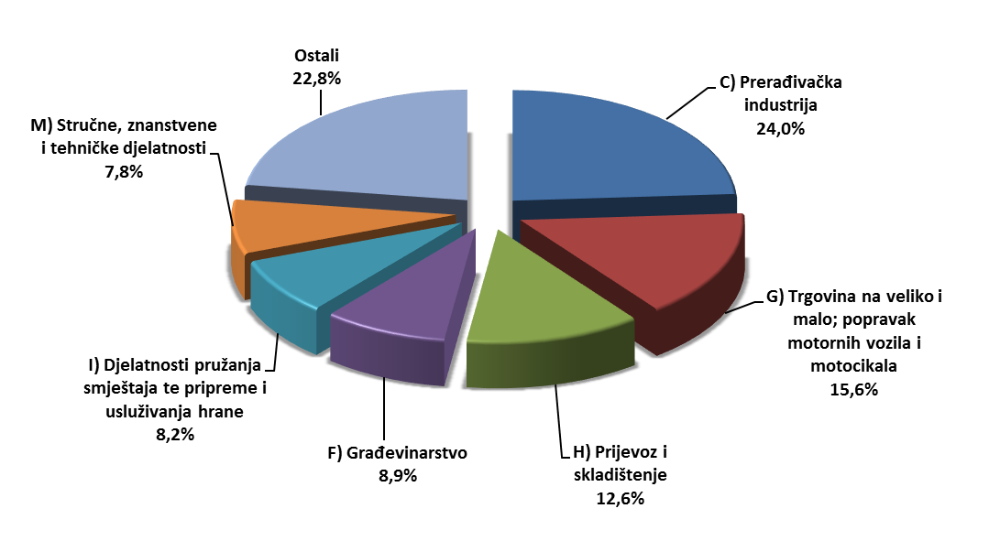 Ostali
22,8%
C) Prerađivačka
industrija
24,0%
M) Stručne, znanstvene
i tehničke djelatnosti
7,8%
G) Trgovina na veliko i
malo; popravak
motornih vozila i
motocikala
15,6%
I) Djelatnosti pružanja
smještaja te pripreme i
usluživanja hrane
8,2%
F) Građevinarstvo
8,9%
H) Prijevoz i
skladištenje
12,6%